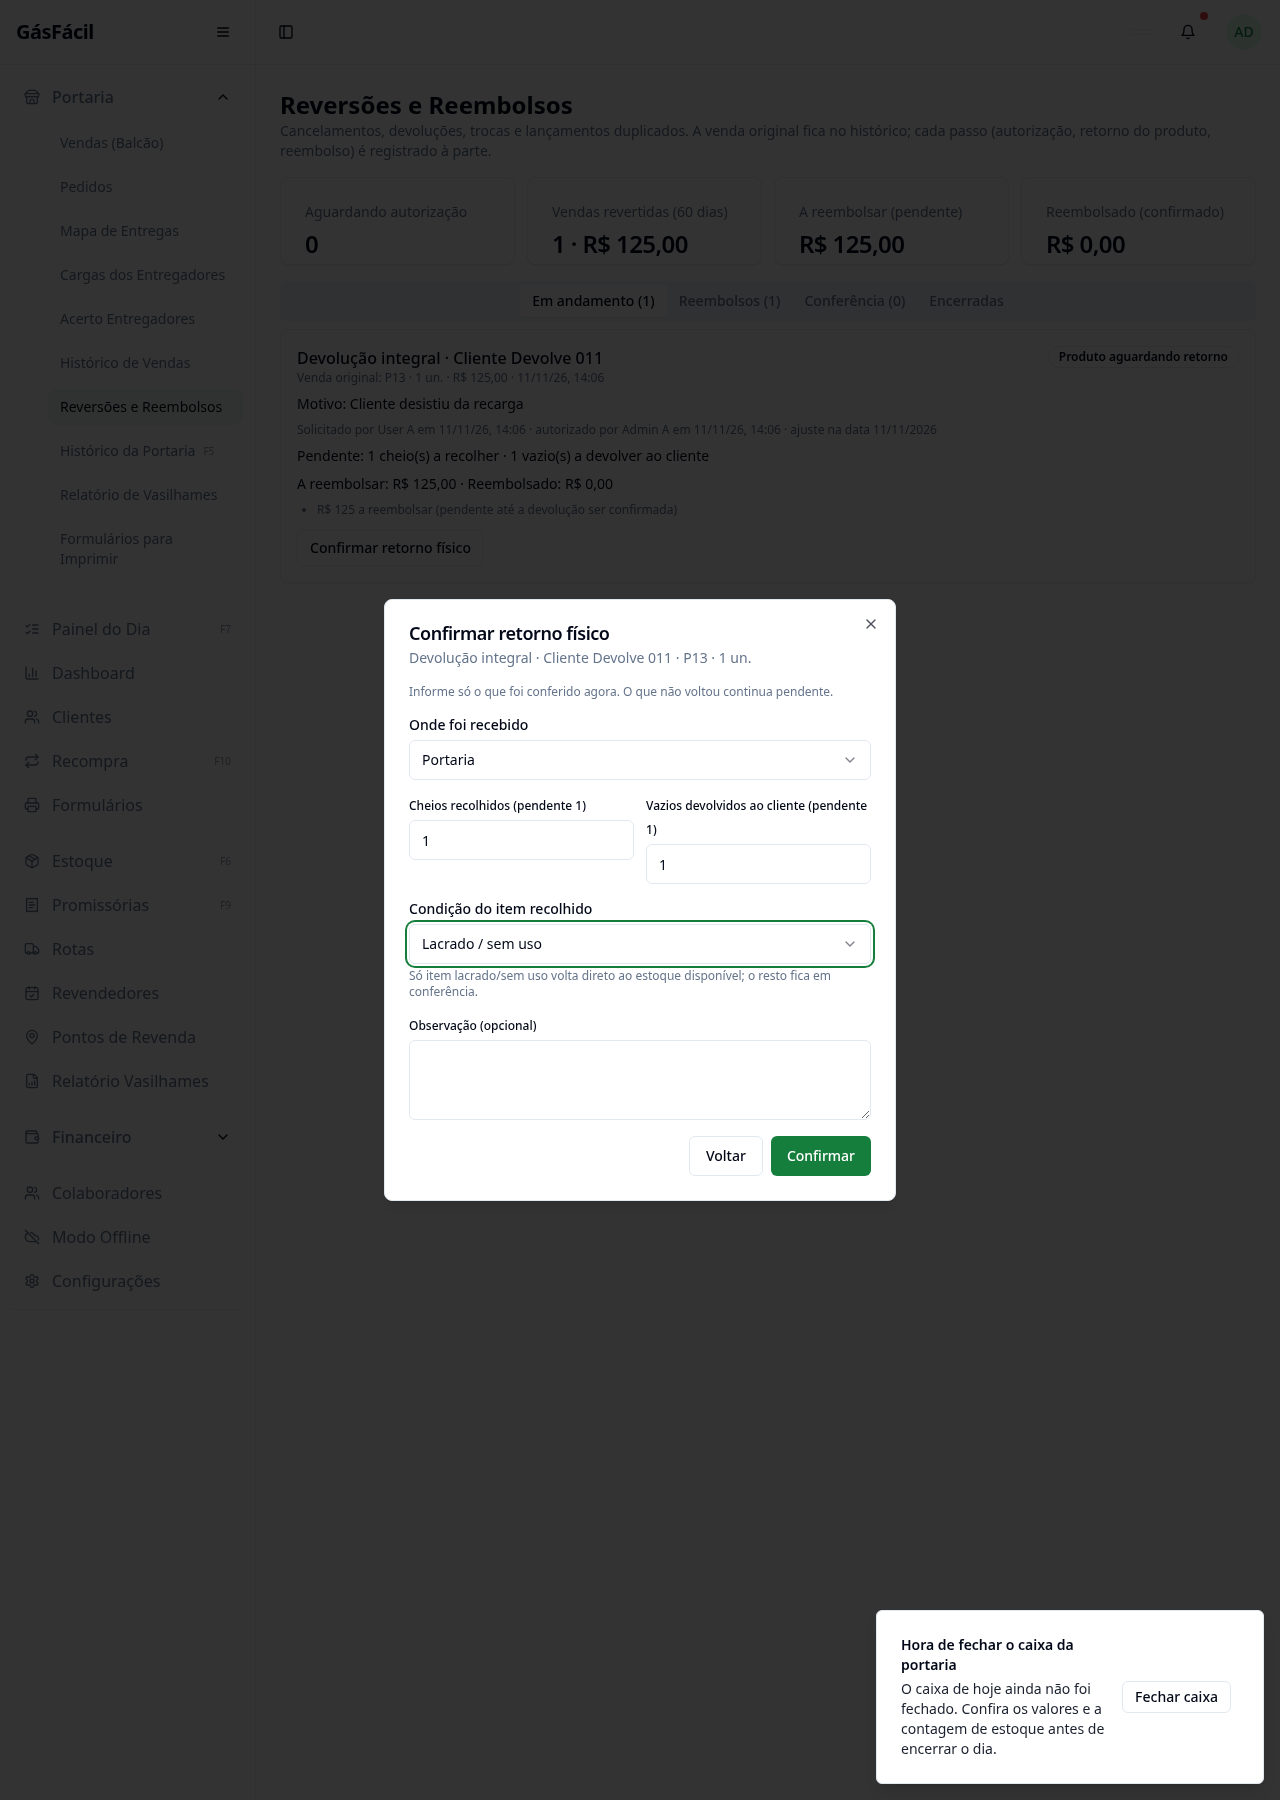 GásFácil
AD
Portaria
Vendas (Balcão)
Pedidos
Mapa de Entregas
Cargas dos Entregadores
Acerto Entregadores
Histórico de Vendas
Reversões e Reembolsos
Histórico da Portaria F5
Relatório de Vasilhames
Formulários para
Imprimir
Painel do Dia F7
Dashboard
Clientes
Recompra F10
Formulários
Estoque F6
Promissórias F9
Rotas
Revendedores
Pontos de Revenda
Relatório Vasilhames
Financeiro
Colaboradores
Modo Offline
Configurações
Reversões e Reembolsos
Cancelamentos, devoluções, trocas e lançamentos duplicados. A venda original fica no histórico; cada passo (autorização, retorno do produto,
reembolso) é registrado à parte.
Aguardando autorização
0
Vendas revertidas (60 dias)
1 · R$ 125,00
A reembolsar (pendente)
R$ 125,00
Reembolsado (confirmado)
R$ 0,00
Em andamento (1) Reembolsos (1) Conferência (0) Encerradas
Devolução integral · Cliente Devolve 011
Produto aguardando retorno
Venda original: P13 · 1 un. · R$ 125,00 · 11/11/26, 14:06
Motivo: Cliente desistiu da recarga
Solicitado por User A em 11/11/26, 14:06 · autorizado por Admin A em 11/11/26, 14:06 · ajuste na data 11/11/2026
Pendente: 1 cheio(s) a recolher · 1 vazio(s) a devolver ao cliente
A reembolsar: R$ 125,00 · Reembolsado: R$ 0,00
• R$ 125 a reembolsar (pendente até a devolução ser confirmada)
Confirmar retorno físico
Confirmar retorno físico
Devolução integral · Cliente Devolve 011 · P13 · 1 un.
Informe só o que foi conferido agora. O que não voltou continua pendente.
Onde foi recebido
Portaria
Cheios recolhidos (pendente 1)
1
Vazios devolvidos ao cliente (pendente
1)
1
Condição do item recolhido
Lacrado / sem uso
Só item lacrado/sem uso volta direto ao estoque disponível; o resto fica em
conferência.
Observação (opcional)
Voltar
Confirmar
Hora de fechar o caixa da
portaria
O caixa de hoje ainda não foi
fechado. Confira os valores e a
contagem de estoque antes de
encerrar o dia.
Fechar caixa